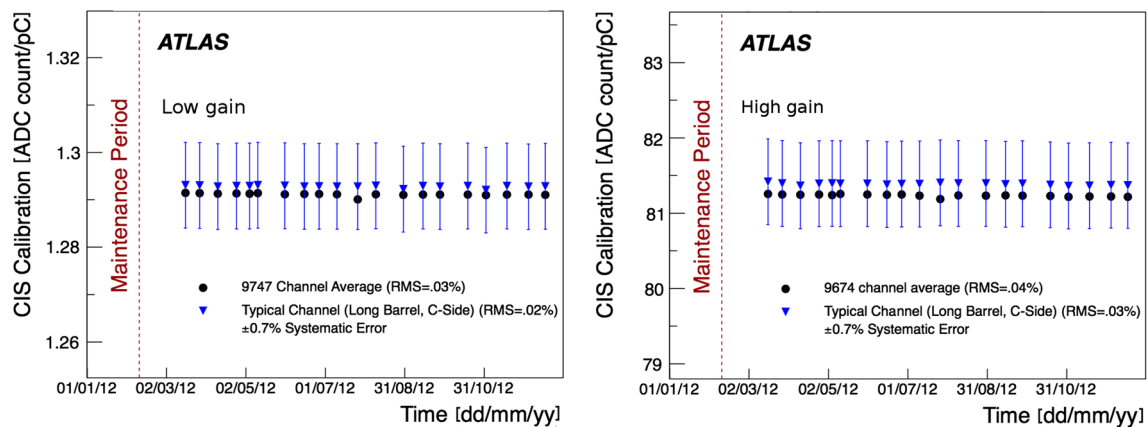 CIS Calibration [ADC count/pC]
1.32
1.3
1.28
1.26
ATLAS
Maintenance Period
Low gain
9747 Channel Average (RMS=.03%)
Typical Channel (Long Barrel, C-Side) (RMS=.02%)
±0.7% Systematic Error
01/01/12 02/03/12 02/05/12 01/07/12 31/08/12 31/10/12
Time [dd/mm/yy]
CIS Calibration [ADC count/pC]
83
82
81
80
79
ATLAS
Maintenance Period
High gain
9674 channel average (RMS=.04%)
Typical Channel (Long Barrel, C-Side) (RMS=.03%)
±0.7% Systematic Error
01/01/12 02/03/12 02/05/12 01/07/12 31/08/12 31/10/12
Time [dd/mm/yy]